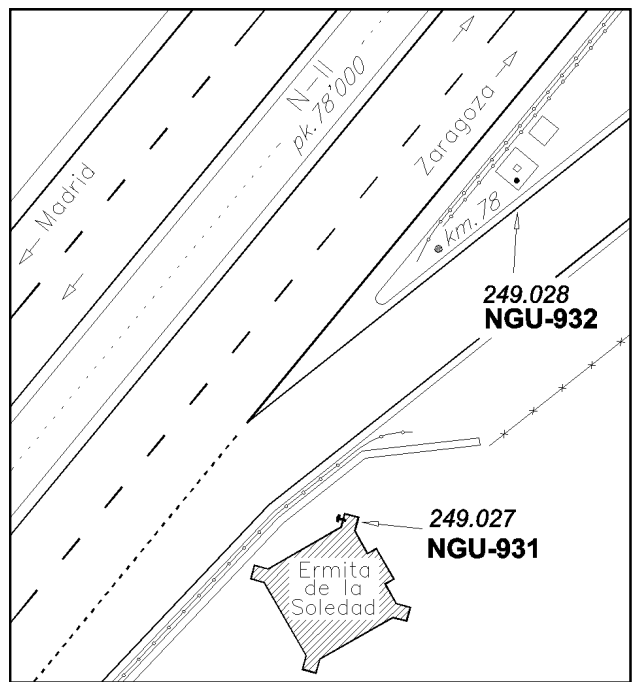 Madrid
N-II
pk. 78'000
Zaragoza
km. 78
249.028
NGU-932
249.027
NGU-931
Ermita
de la
Soledad